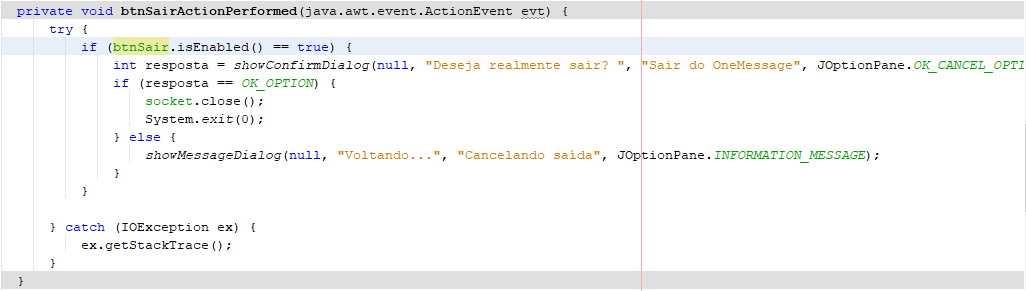 private void btnSairActionPerformed(java.awt.event.ActionEvent evt) {
try {
if (btnSair.isEnabled() == true) {
int resposta = showConfirmDialog(null, "Deseja realmente sair? ", "Sair do OneMessage", JOptionPane.OK_CANCEL_OPTI
if (resposta == OK_OPTION) {
socket.close();
System.exit(0);
} else {
showMessageDialog(null, "Voltando...", "Cancelando saída", JOptionPane.INFORMATION_MESSAGE);
}
}
} catch (IOException ex) {
ex.getStackTrace();
}
}